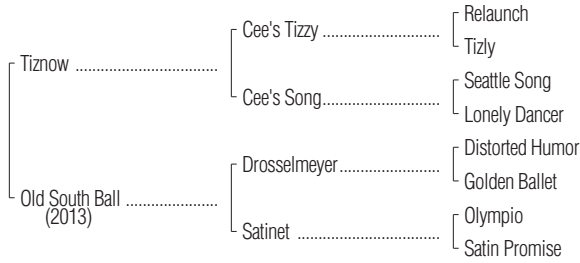 Relaunch
Cee's Tizzy ........................
Tizly
Tiznow .............................
Seattle Song
Cee's Song........................
Lonely Dancer
Distorted Humor
Drosselmeyer.....................
Golden Ballet
Old South Ball ...................
(2013)
Olympio
Satinet .............................
Satin Promise